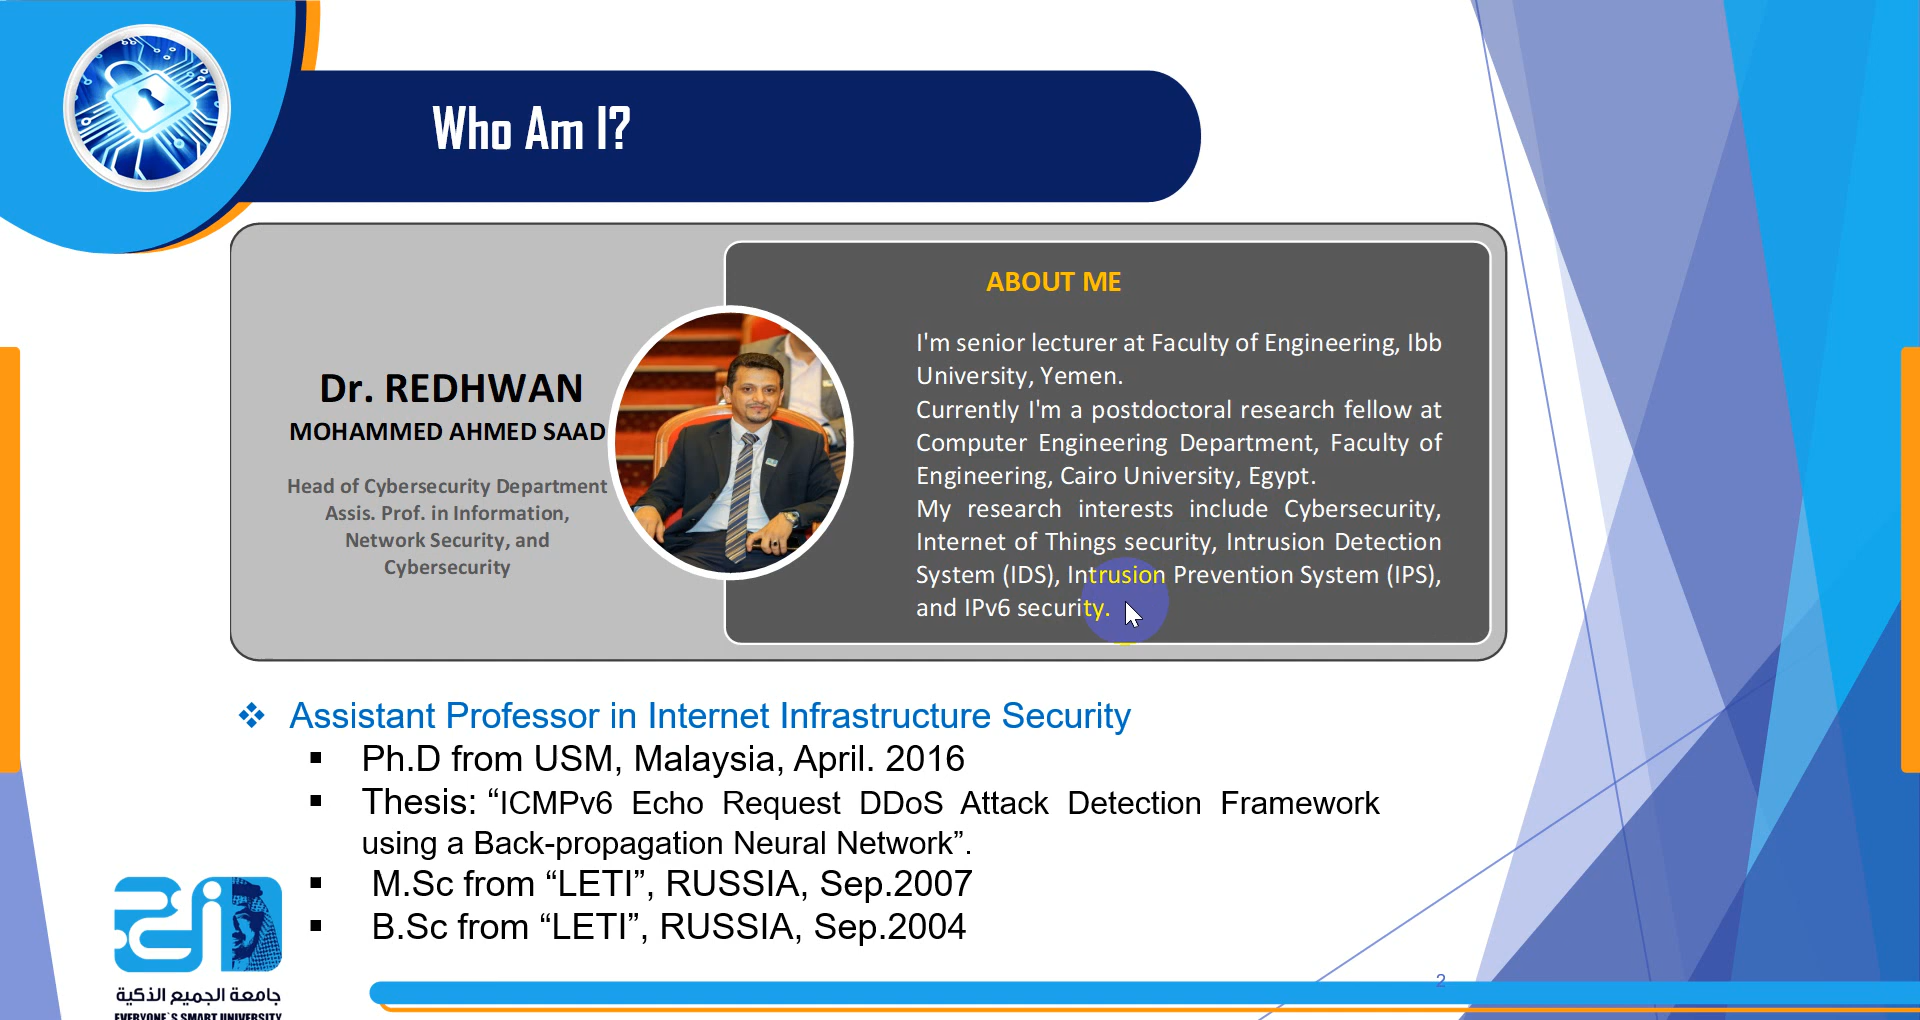 Who Am I?
Dr. REDHWAN
MOHAMMED AHMED SAAD
Head of Cybersecurity Department
Assis. Prof. in Information,
Network Security, and
Cybersecurity
ABOUT ME
I'm senior lecturer at Faculty of Engineering, Ibb
University, Yemen.
Currently I'm a postdoctoral research fellow at
Computer Engineering Department, Faculty of
Engineering, Cairo University, Egypt.
My research interests include Cybersecurity,
Internet of Things security, Intrusion Detection
System (IDS), Intrusion Prevention System (IPS),
and IPv6 security.
❖ Assistant Professor in Internet Infrastructure Security
▪ Ph.D from USM, Malaysia, April. 2016
▪ Thesis: “ICMPv6 Echo Request DDoS Attack Detection Framework
using a Back-propagation Neural Network”.
▪ M.Sc from “LETI”, RUSSIA, Sep.2007
▪ B.Sc from “LETI”, RUSSIA, Sep.2004
جامعة الجميع الذكية
EVERYONE`S SMART UNIVERSITY
2